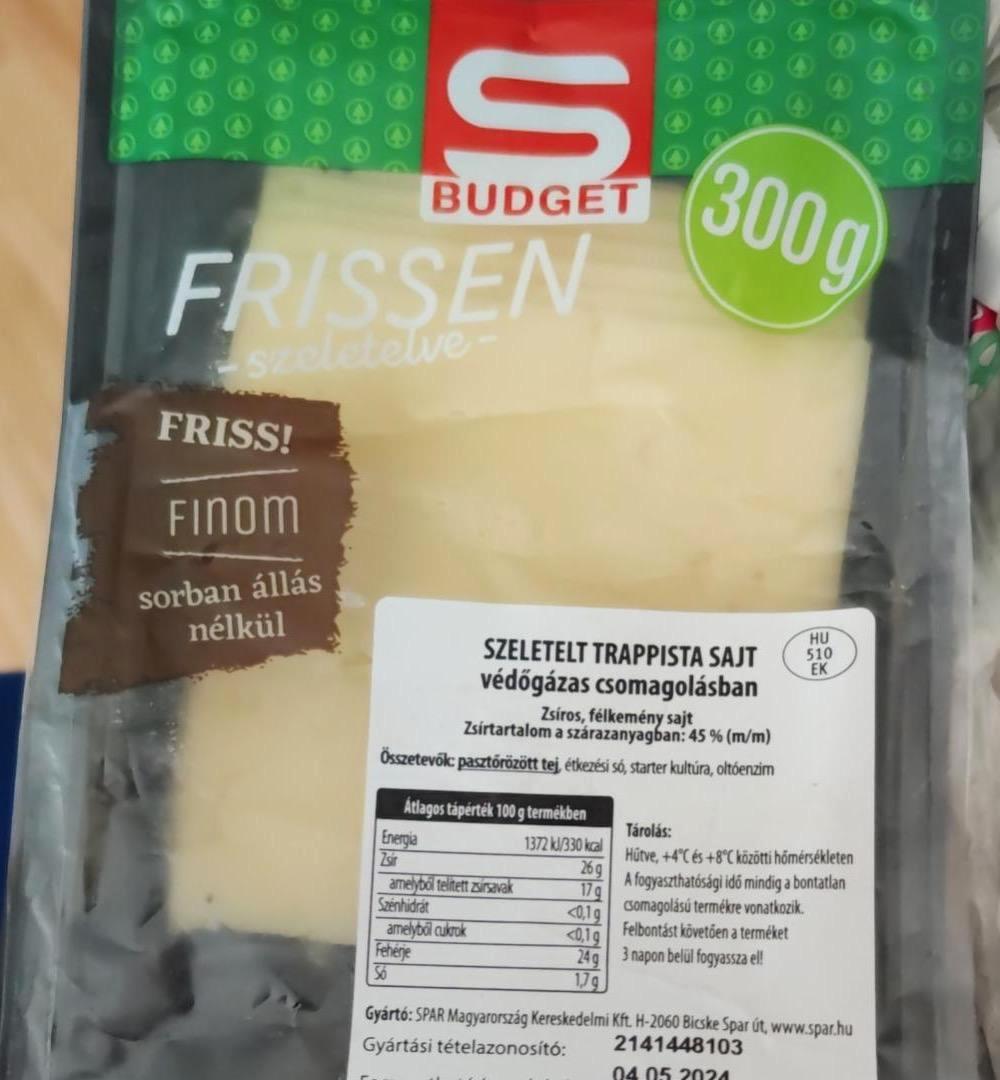 S
BUDGET
300g
FRISSEN
- szeletelve -
FRISS!
FINOM
sorban állás
nélkül
SZELETELT TRAPPISTA SAJT
védőgázas csomagolásban
HU
510
EK
Zsíros, félkemény sajt
Zsírtartalom a szárazanyagban: 45 % (m/m)
Összetevők: pasztőrözött tej, étkezési só, starter kultúra, oltóenzim
Átlagos tápérték 100 g termékben
Energia 1372 kJ/330 kcal
Zsír 26 g
amelyből telített zsírsavak 17 g
Szénhidrát <0,1 g
amelyből cukrok <0,1 g
Fehérje 24 g
Só 1,7 g
Tárolás:
Hűtve, +4°C és +8°C közötti hőmérsékleten
A fogyaszthatósági idő mindig a bontatlan
csomagolású termékre vonatkozik.
Felbontást követően a terméket
3 napon belül fogyassza el!
Gyártó: SPAR Magyarország Kereskedelmi Kft. H-2060 Bicske Spar út, www.spar.hu
Gyártási tételazonosító: 2141448103
04 05 2024